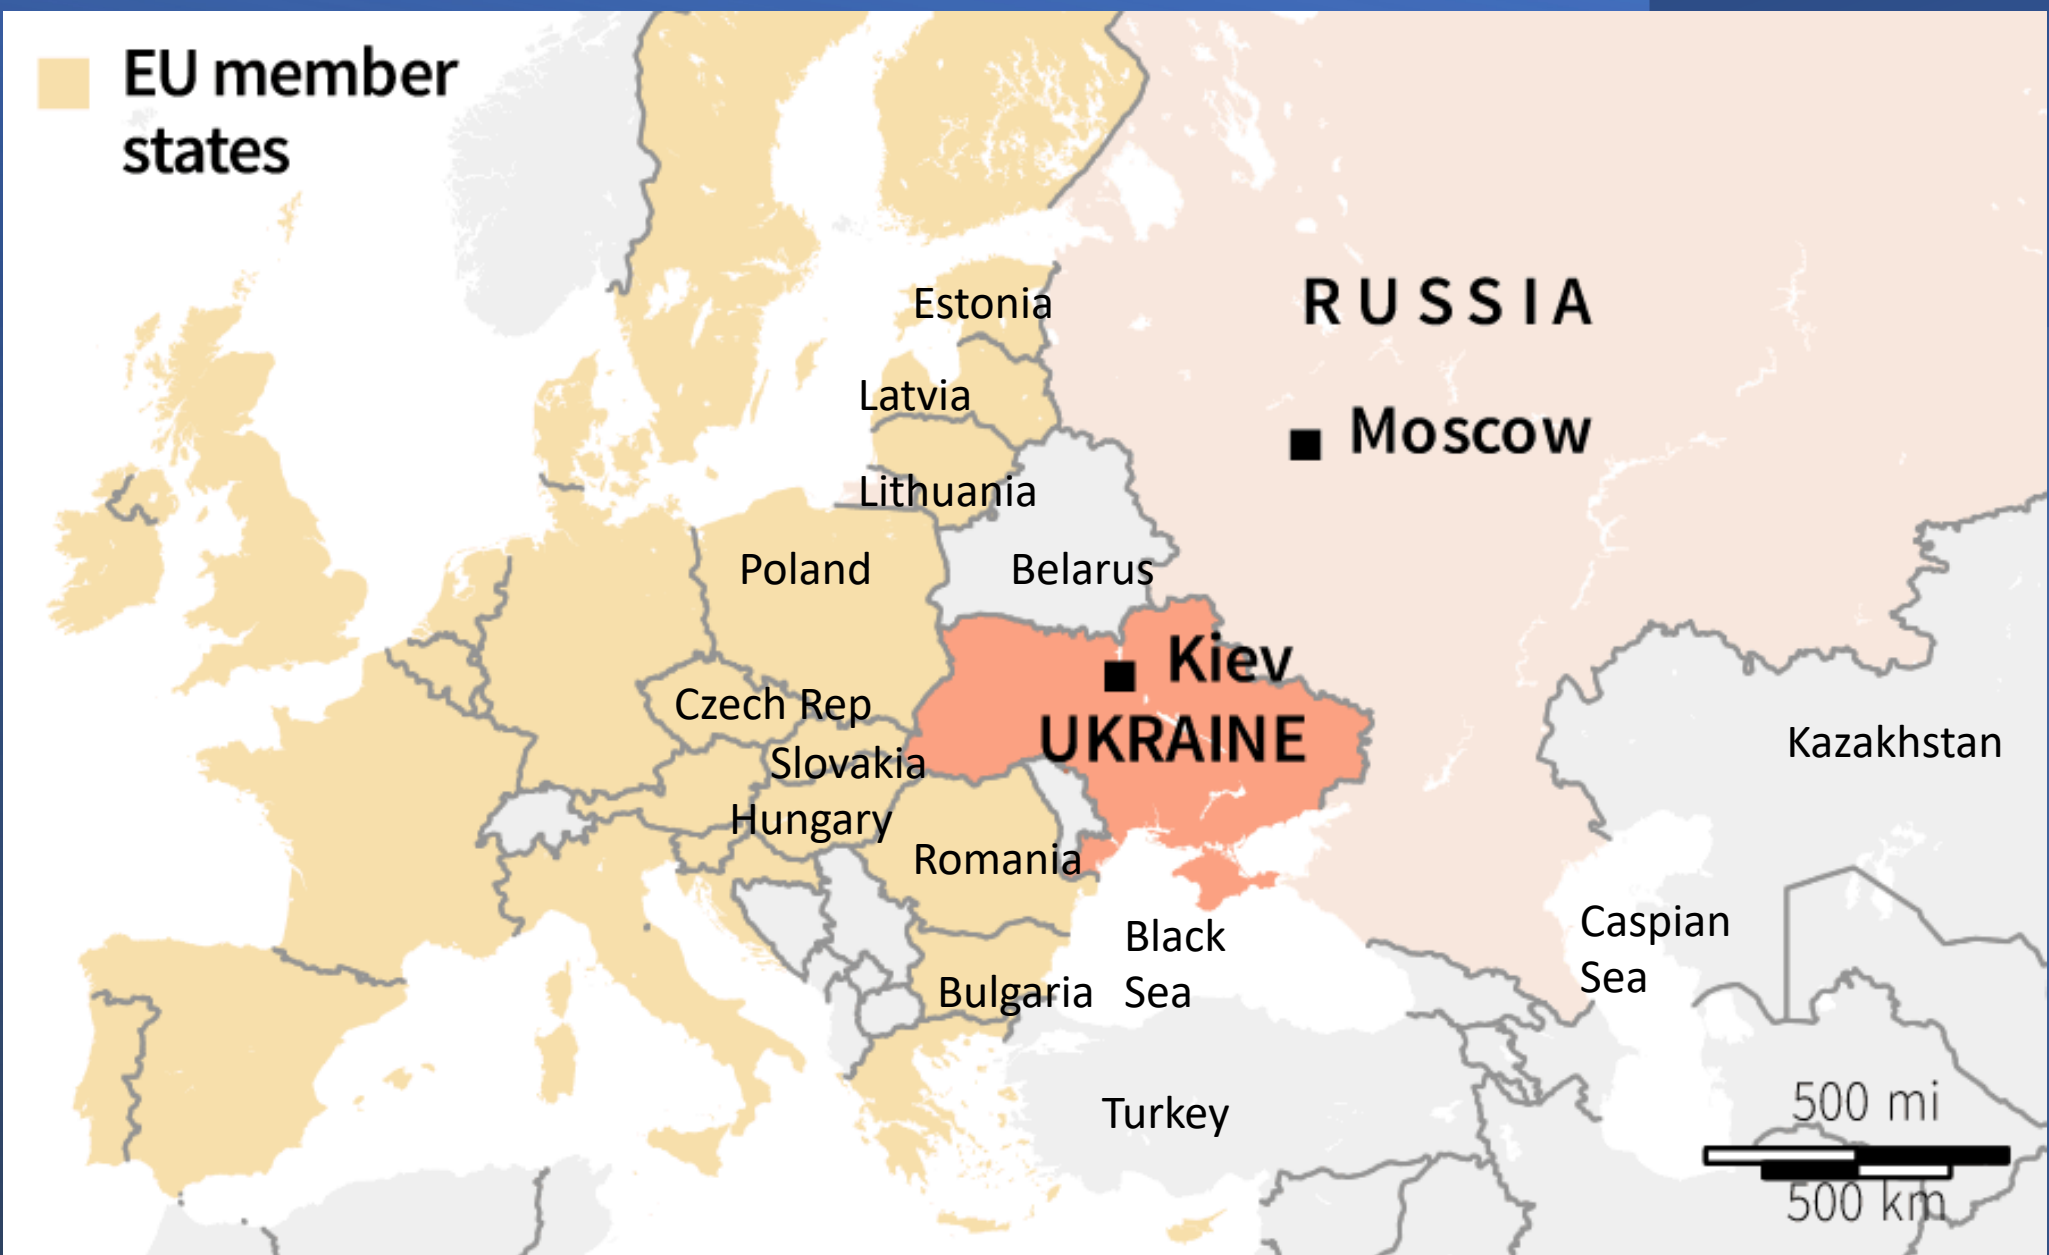 EU member
states
Estonia
RUSSIA
Latvia
Moscow
Lithuania
Poland
Belarus
Kiev
Czech Rep
UKRAINE
Kazakhstan
Slovakia
Hungary
Romania
Black
Sea
Caspian
Sea
Bulgaria
Turkey
500 mi
500 km